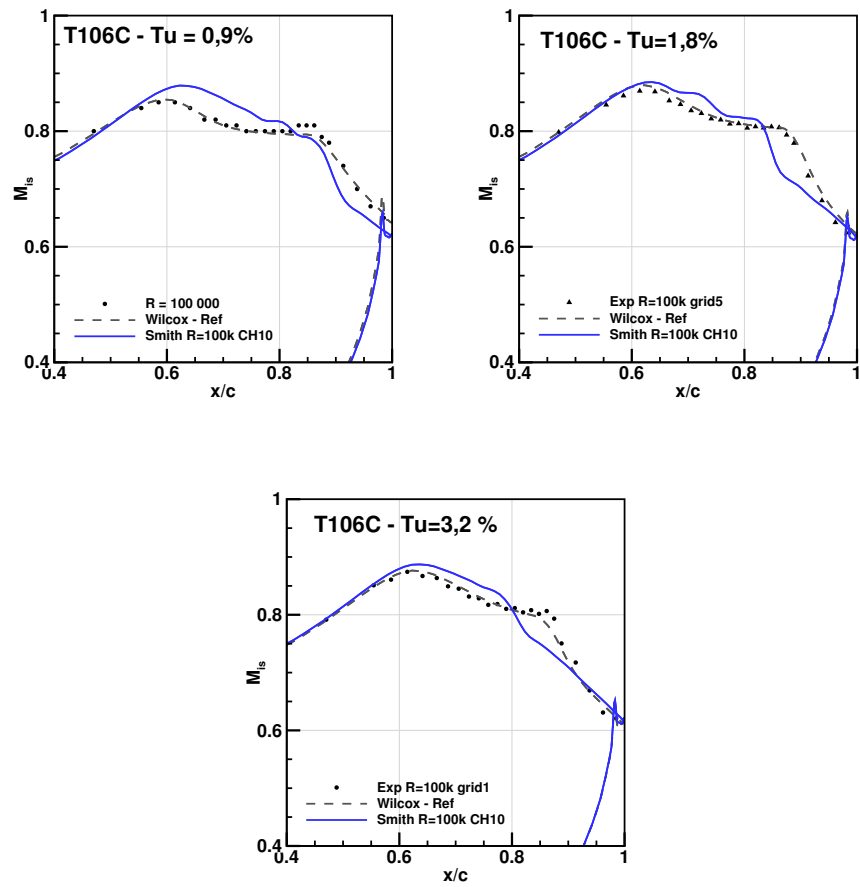 T106C - Tu = 0,9%
1
0.8
0.6
0.4
M is
0.4
0.6
0.8
1
x/c
R = 100 000
Wilcox - Ref
Smith R=100k CH10
T106C - Tu=1,8%
1
0.8
0.6
0.4
M is
0.4
0.6
0.8
1
x/c
Exp R=100k grid5
Wilcox - Ref
Smith R=100k CH10
T106C - Tu=3,2 %
1
0.8
0.6
0.4
M is
0.4
0.6
0.8
1
x/c
Exp R=100k grid1
Wilcox - Ref
Smith R=100k CH10